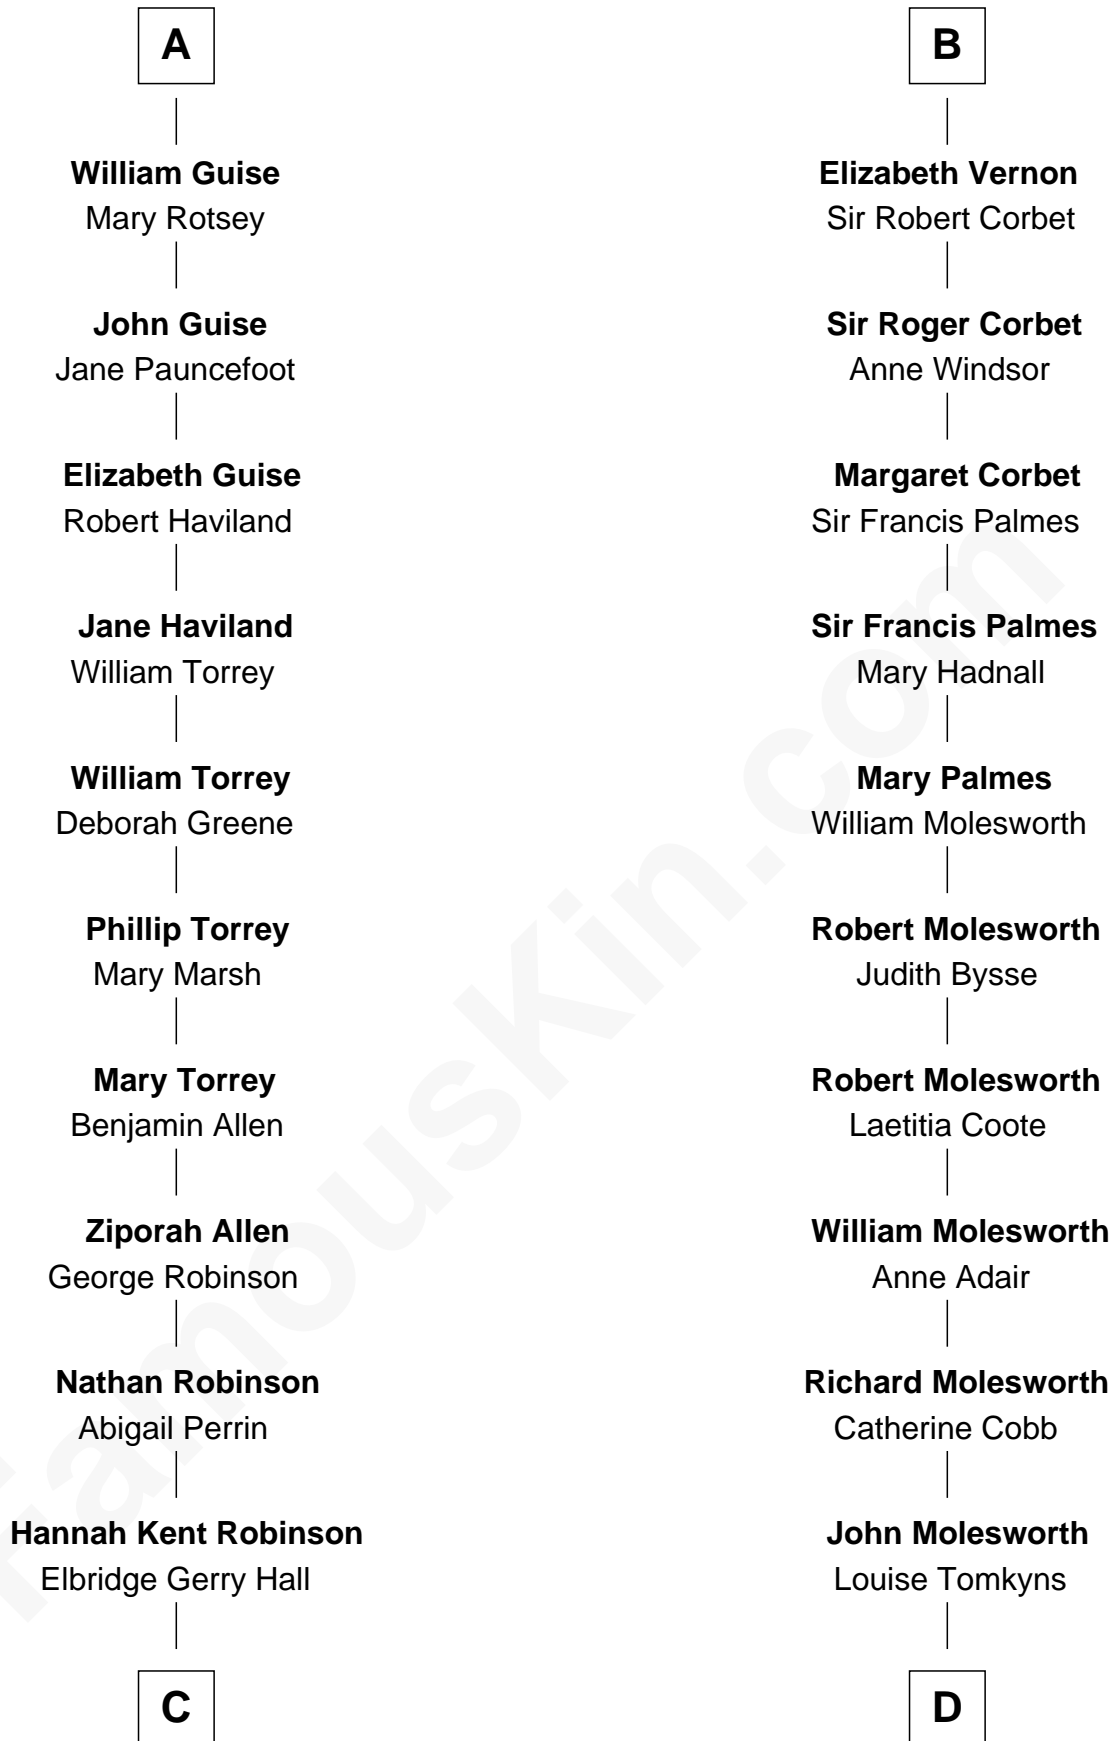 A
William Guise
Mary Rotsey
John Guise
Jane Pauncefoot
Elizabeth Guise
Robert Haviland
Jane Haviland
William Torrey
William Torrey
Deborah Greene
Phillip Torrey
Mary Marsh
Mary Torrey
Benjamin Allen
Ziporah Allen
George Robinson
Nathan Robinson
Abigail Perrin
Hannah Kent Robinson
Elbridge Gerry Hall
C
B
Elizabeth Vernon
Sir Robert Corbet
Sir Roger Corbet
Anne Windsor
Margaret Corbet
Sir Francis Palmes
Sir Francis Palmes
Mary Hadnall
Mary Palmes
William Molesworth
Robert Molesworth
Judith Bysse
Robert Molesworth
Laetitia Coote
William Molesworth
Anne Adair
Richard Molesworth
Catherine Cobb
John Molesworth
Louise Tomkyns
D
famouskin.com